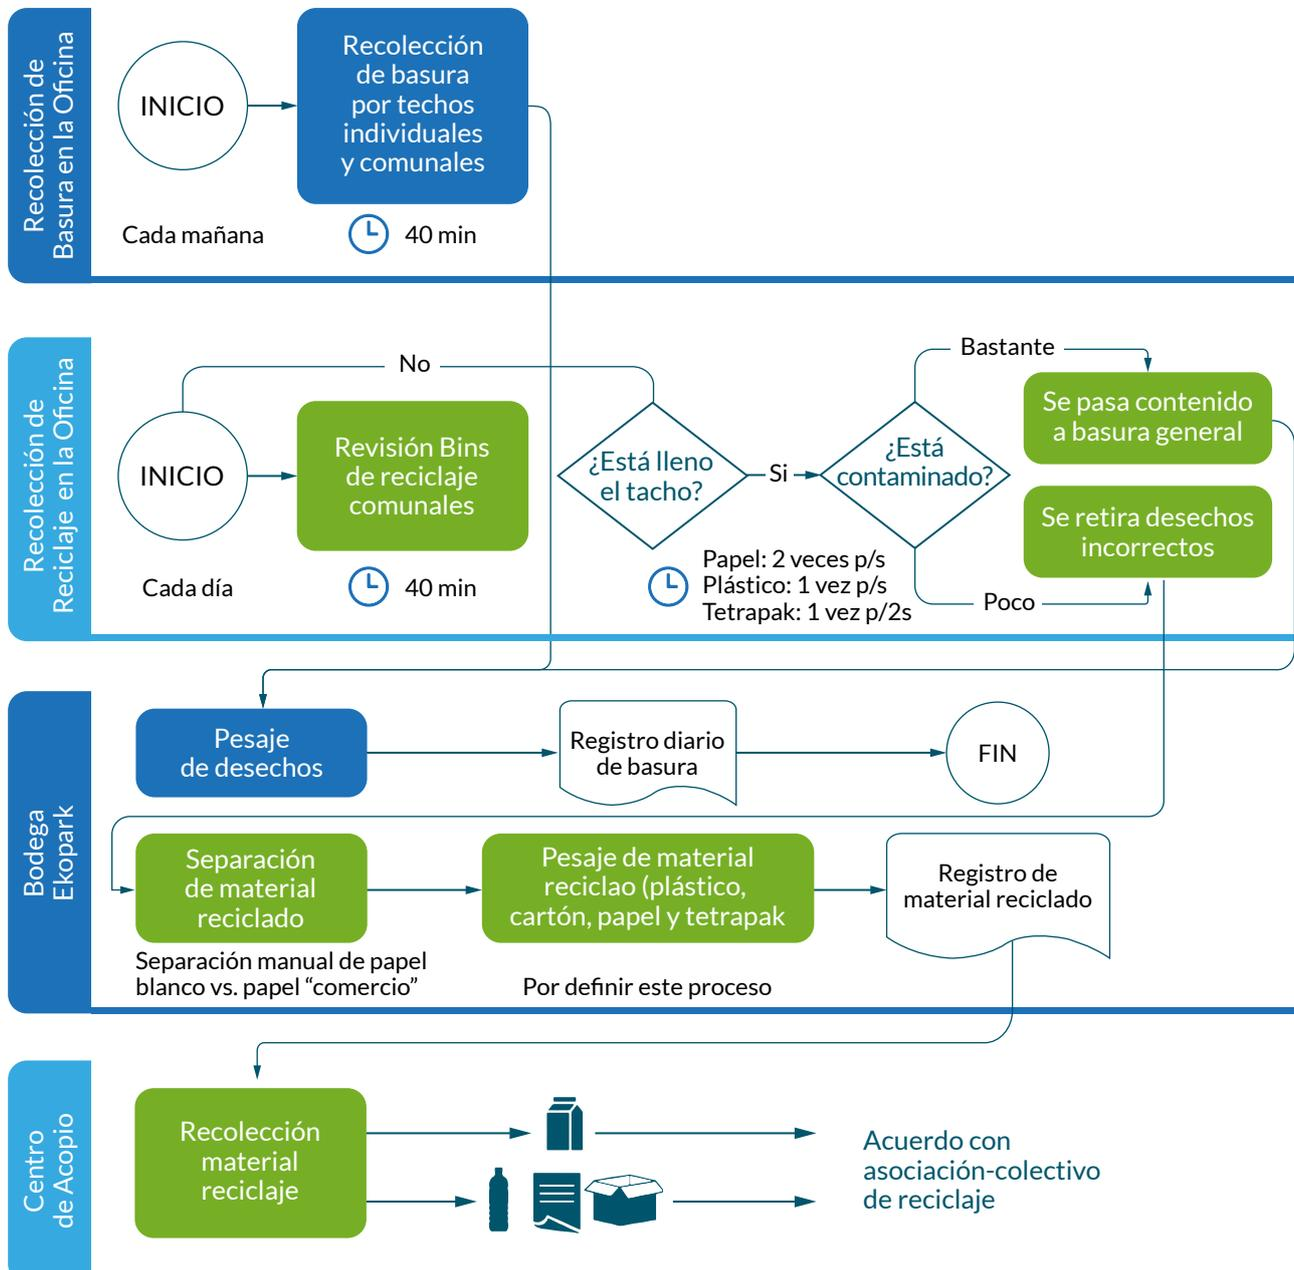 Recolección de
Basura en la Oficina
INICIO
Recolección
de basura
por techos
individuales
y comunales
Cada mañana
40 min
Recolección de
Reciclaje en la Oficina
No
INICIO
Revisión Bins
de reciclaje
comunales
Cada día
40 min
¿Está lleno
el tacho?
Si
¿Está
contaminado?
Bastante
Se pasa contenido
a basura general
Se retira desechos
incorrectos
Poco
Papel: 2 veces p/s
Plástico: 1 vez p/s
Tetrapak: 1 vez p/2s
Bodega
Ekopark
Pesaje
de desechos
Registro diario
de basura
FIN
Separación
de material
reciclado
Separación manual de papel
blanco vs. papel “comercio”
Pesaje de material
reciclao (plástico,
cartón, papel y tetrapak
Por definir este proceso
Registro de
material reciclado
Centro
de Acopio
Recolección
material
reciclaje
Acuerdo con
asociación-colectivo
de reciclaje